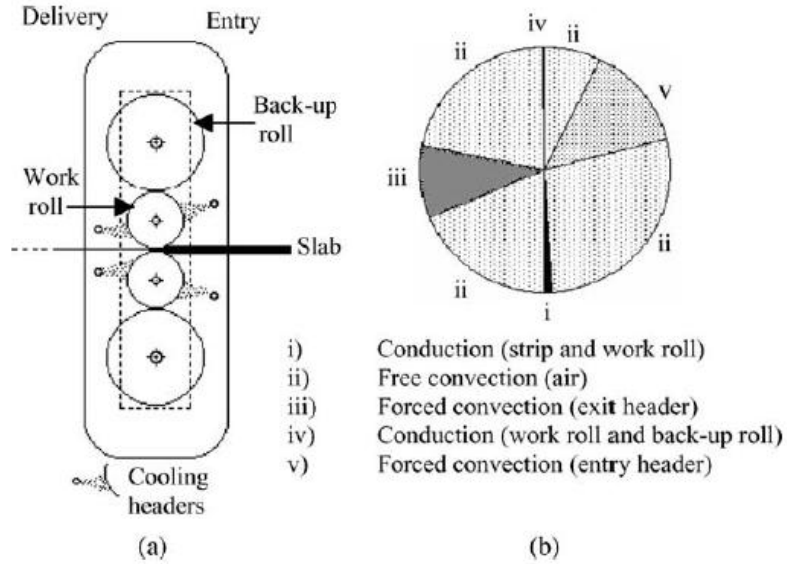 Delivery Entry
Back-up
roll
Work
roll
Slab
Cooling
headers
(a)
iv
ii
ii
v
iii
ii
ii
i
i) Conduction (strip and work roll)
ii) Free convection (air)
iii) Forced convection (exit header)
iv) Conduction (work roll and back-up roll)
v) Forced convection (entry header)
(b)